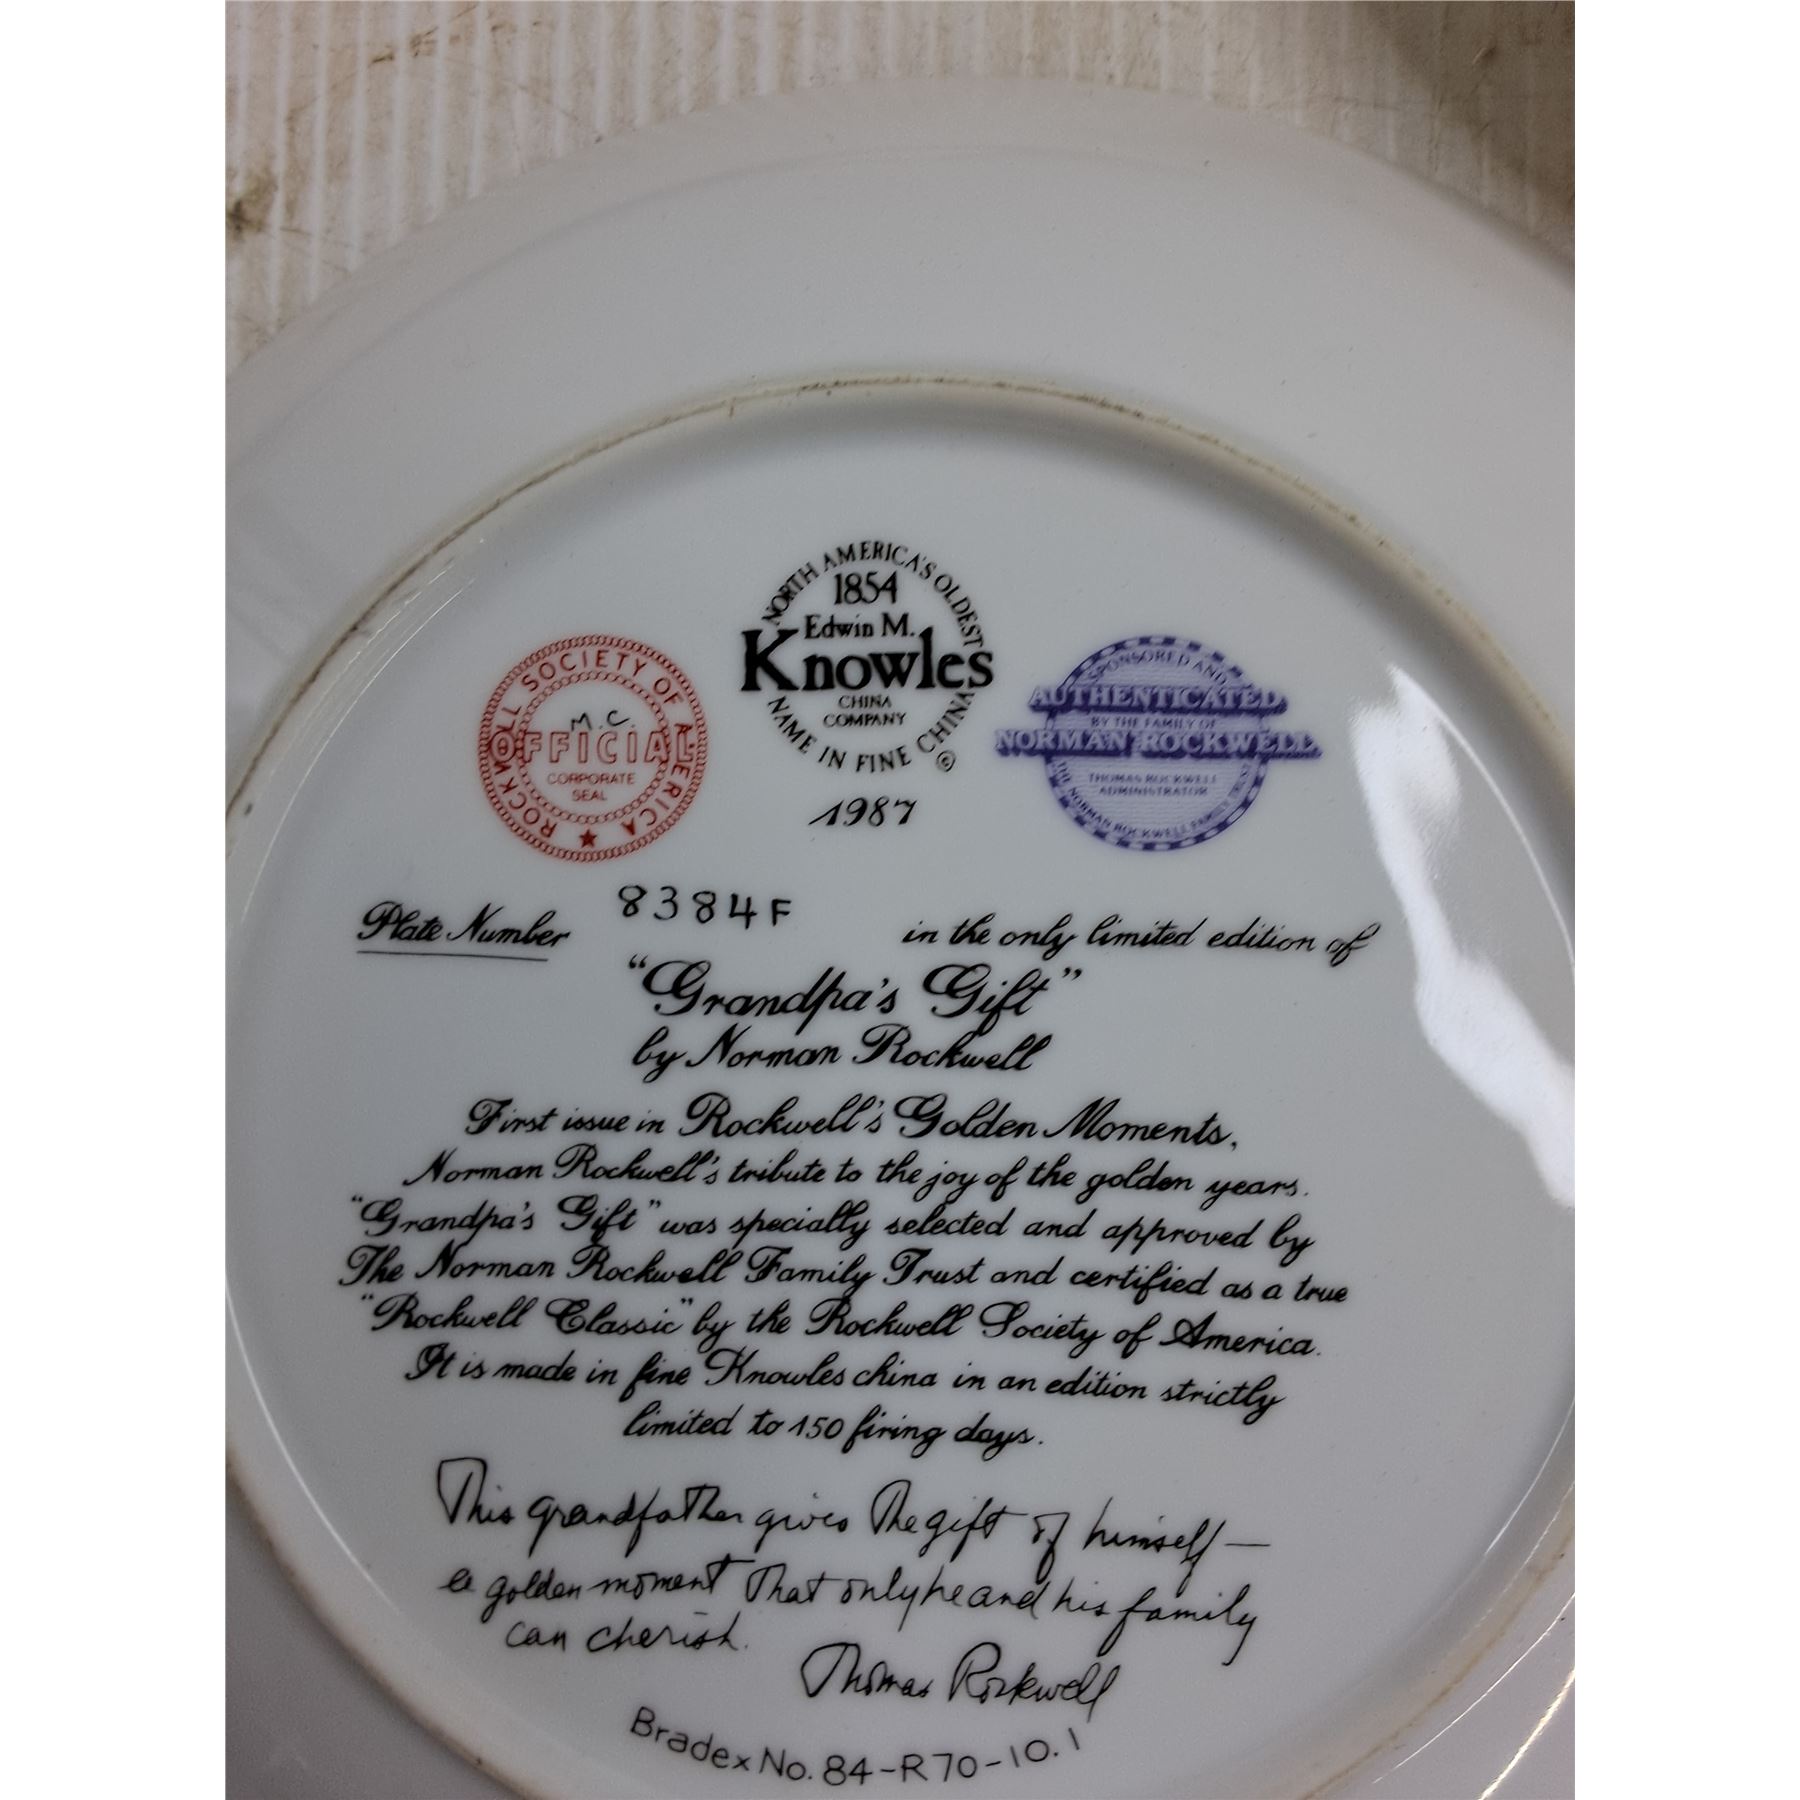 NORTH AMERICA'S OLDEST
1854
Edwin M.
Knowles
CHINA
COMPANY
NAME IN FINE CHINA ©
1987
ROCKWELL SOCIETY OF AMERICA
M.C.
OFFICIAL
CORPORATE
SEAL
SPONSORED AND
AUTHENTICATED
BY THE FAMILY OF
NORMAN ROCKWELL
THOMAS ROCKWELL
ADMINISTRATOR
THE NORMAN ROCKWELL FAMILY TRUST
Plate Number 8384F in the only limited edition of
"Grandpa's Gift"
by Norman Rockwell
First issue in Rockwell's Golden Moments,
Norman Rockwell's tribute to the joy of the golden years.
"Grandpa's Gift" was specially selected and approved by
The Norman Rockwell Family Trust and certified as a true
"Rockwell Classic" by the Rockwell Society of America.
It is made in fine Knowles china in an edition strictly
limited to 150 firing days.
This grandfather gives the gift of himself—
a golden moment that only he and his family
can cherish.
Thomas Rockwell
Bradex No. 84-R70-10.1